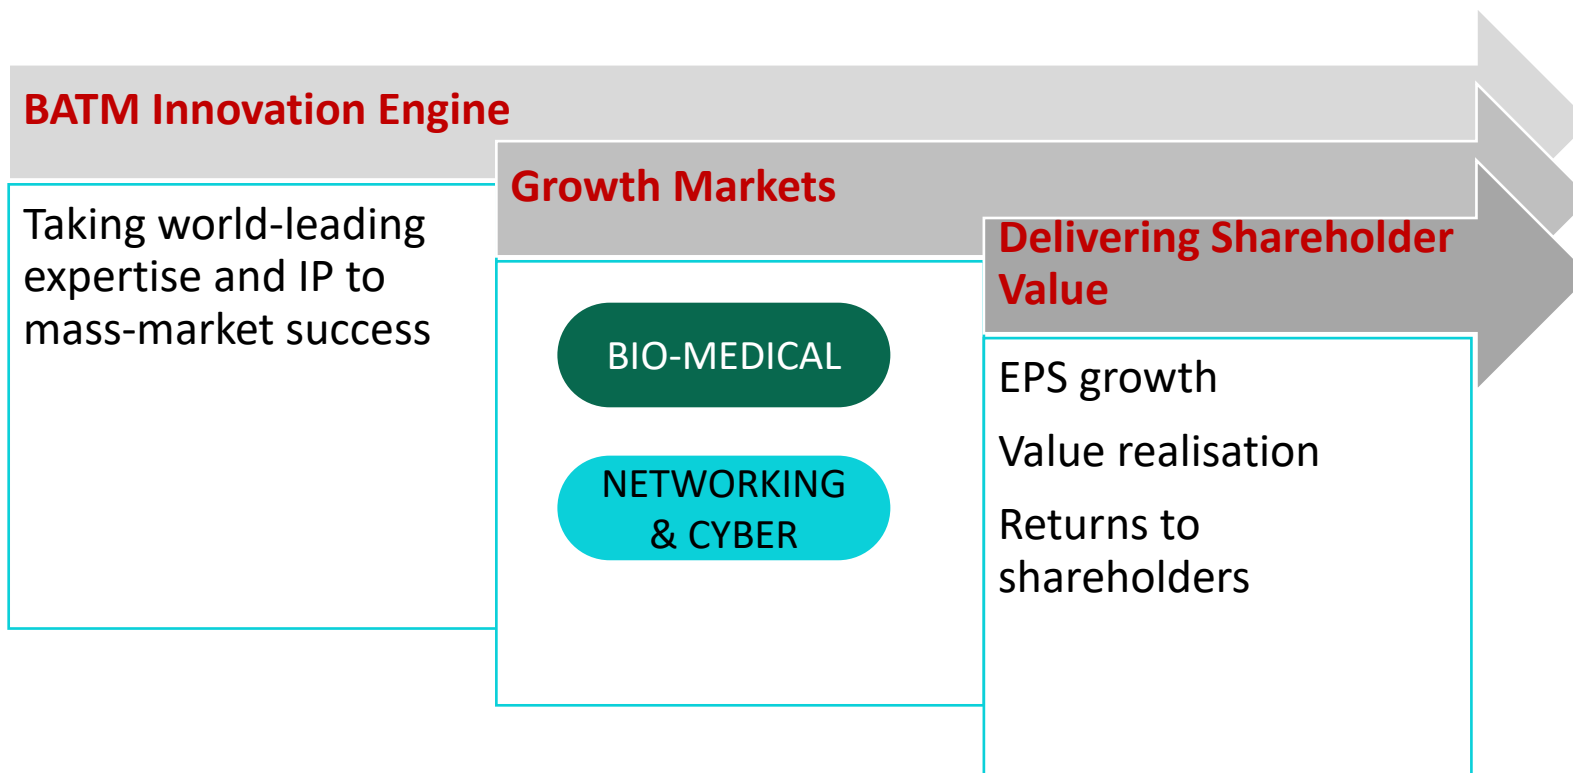 BATM Innovation Engine
Taking world-leading
expertise and IP to
mass-market success
Growth Markets
BIO-MEDICAL
NETWORKING
& CYBER
Delivering Shareholder
Value
EPS growth
Value realisation
Returns to
shareholders